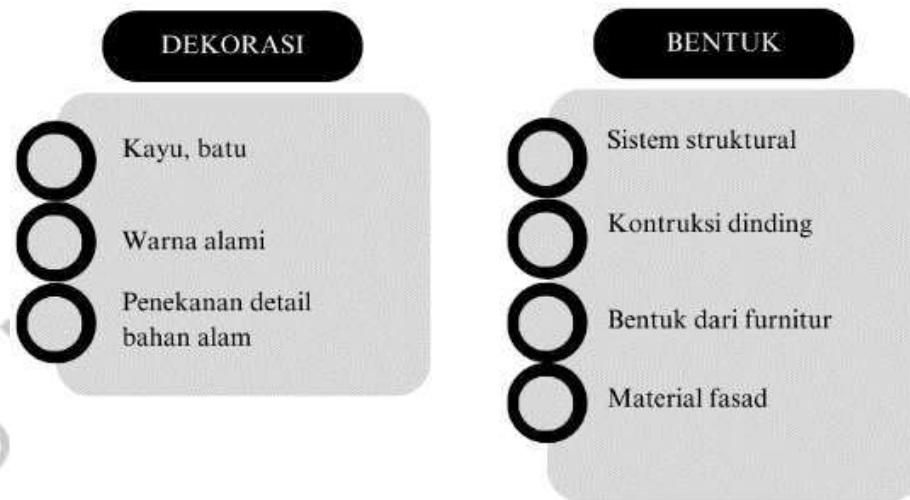 DEKORASI
Kayu, batu
Warna alami
Penekanan detail
bahan alam
BENTUK
Sistem struktural
Kontruksi dinding
Bentuk dari furnitur
Material fasad